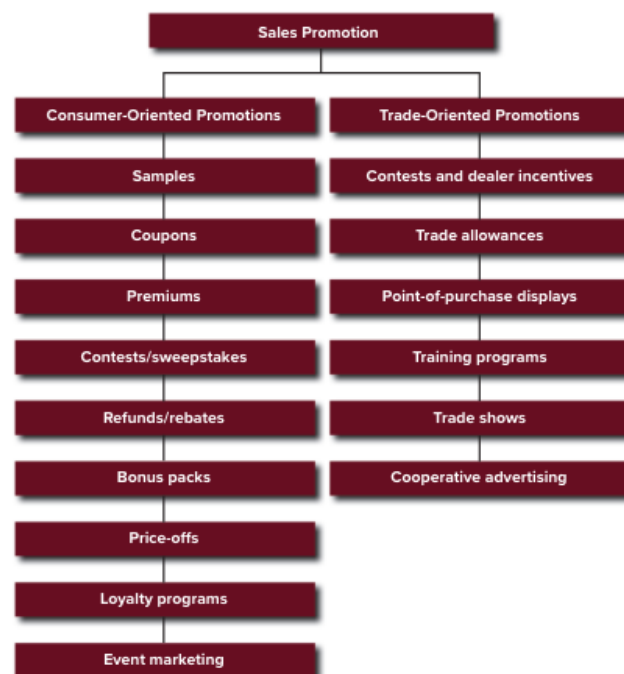 Sales Promotion
Consumer-Oriented Promotions
Trade-Oriented Promotions
Samples
Contests and dealer incentives
Coupons
Trade allowances
Premiums
Point-of-purchase displays
Contests/sweepstakes
Training programs
Refunds/rebates
Trade shows
Bonus packs
Cooperative advertising
Price-offs
Loyalty programs
Event marketing